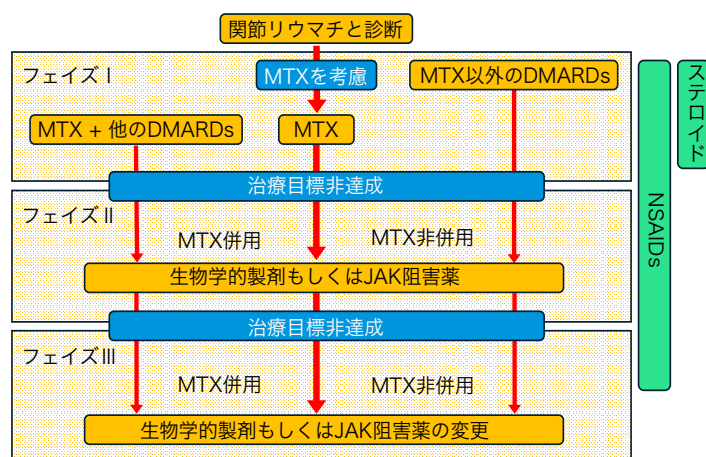 関節リウマチと診断
フェイズⅠ
MTXを考慮
MTX以外のDMARDs
MTX + 他のDMARDs
MTX
治療目標非達成
フェイズⅡ
MTX併用
MTX非併用
生物学的製剤もしくはJAK阻害薬
治療目標非達成
フェイズⅢ
MTX併用
MTX非併用
生物学的製剤もしくはJAK阻害薬の変更
NSAIDs
ステロイド